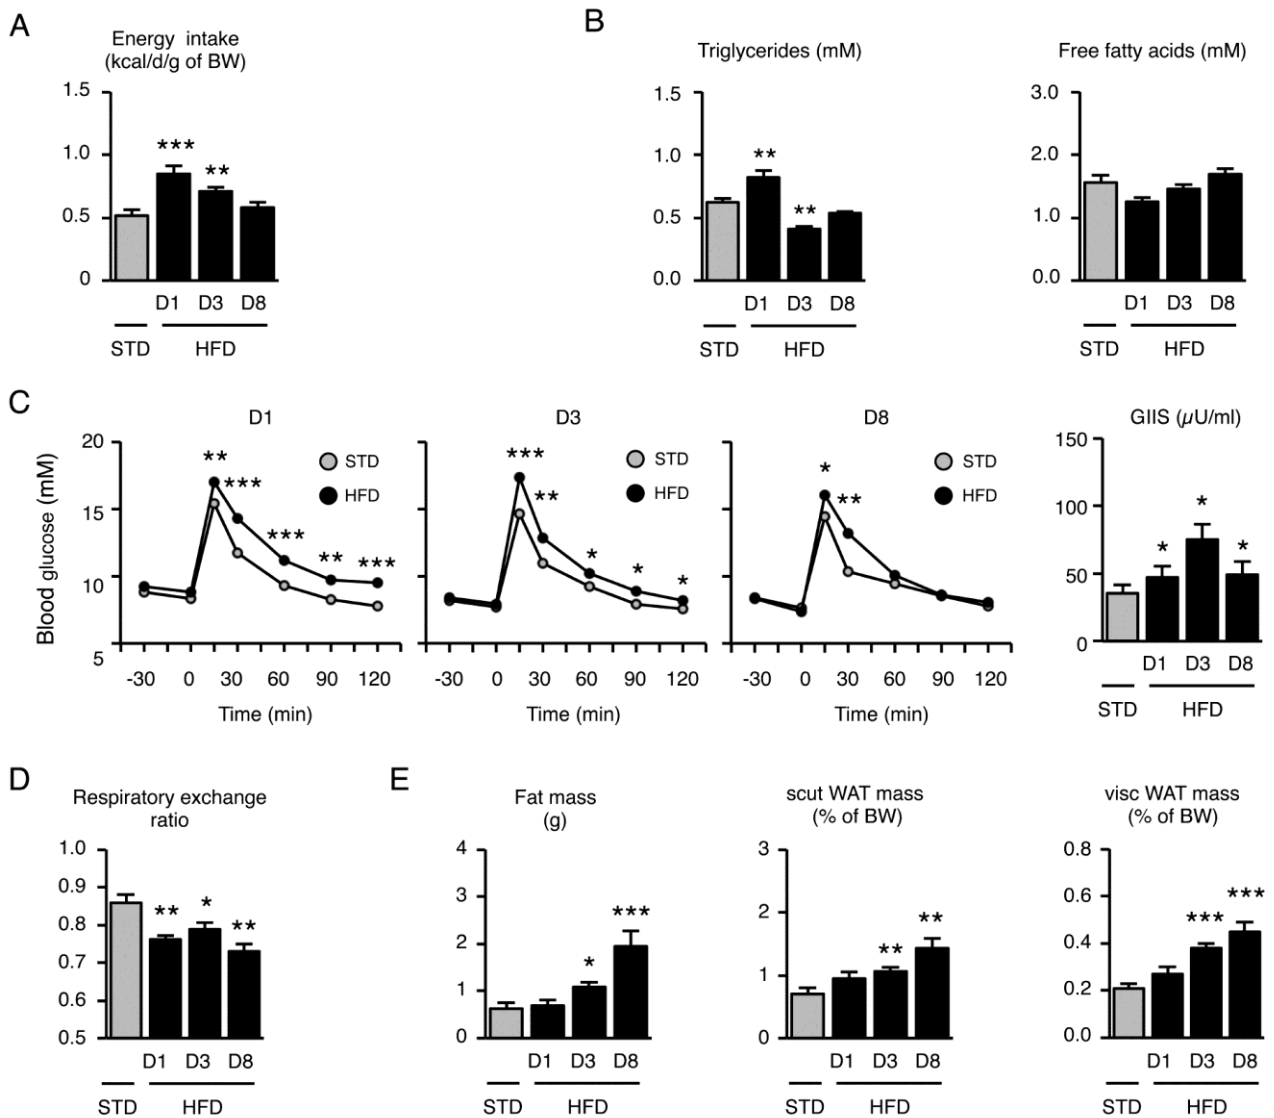 A
Energy intake
(kcal/d/g of BW)
1.5
1.0
0.5
0
***
**
D1 D3 D8
STD HFD
B
Triglycerides (mM)
1.5
1.0
0.5
0.0
**
**
D1 D3 D8
STD HFD
Free fatty acids (mM)
3.0
2.0
1.0
0.0
D1 D3 D8
STD HFD
C
Blood glucose (mM)
20
15
10
5
D1
STD
HFD
**
***
***
**
***
-30 0 30 60 90 120
Time (min)
D3
STD
HFD
***
**
*
*
*
-30 0 30 60 90 120
Time (min)
D8
STD
HFD
*
**
-30 0 30 60 90 120
Time (min)
GIIS (µU/ml)
150
100
50
0
*
*
*
D1 D3 D8
STD HFD
D
Respiratory exchange
ratio
1.0
0.9
0.8
0.7
0.6
0.5
**
*
**
D1 D3 D8
STD HFD
E
Fat mass
(g)
4
3
2
1
0
*
***
D1 D3 D8
STD HFD
scut WAT mass
(% of BW)
3
2
1
0
**
**
D1 D3 D8
STD HFD
visc WAT mass
(% of BW)
0.8
0.6
0.4
0.2
0.0
***
***
D1 D3 D8
STD HFD